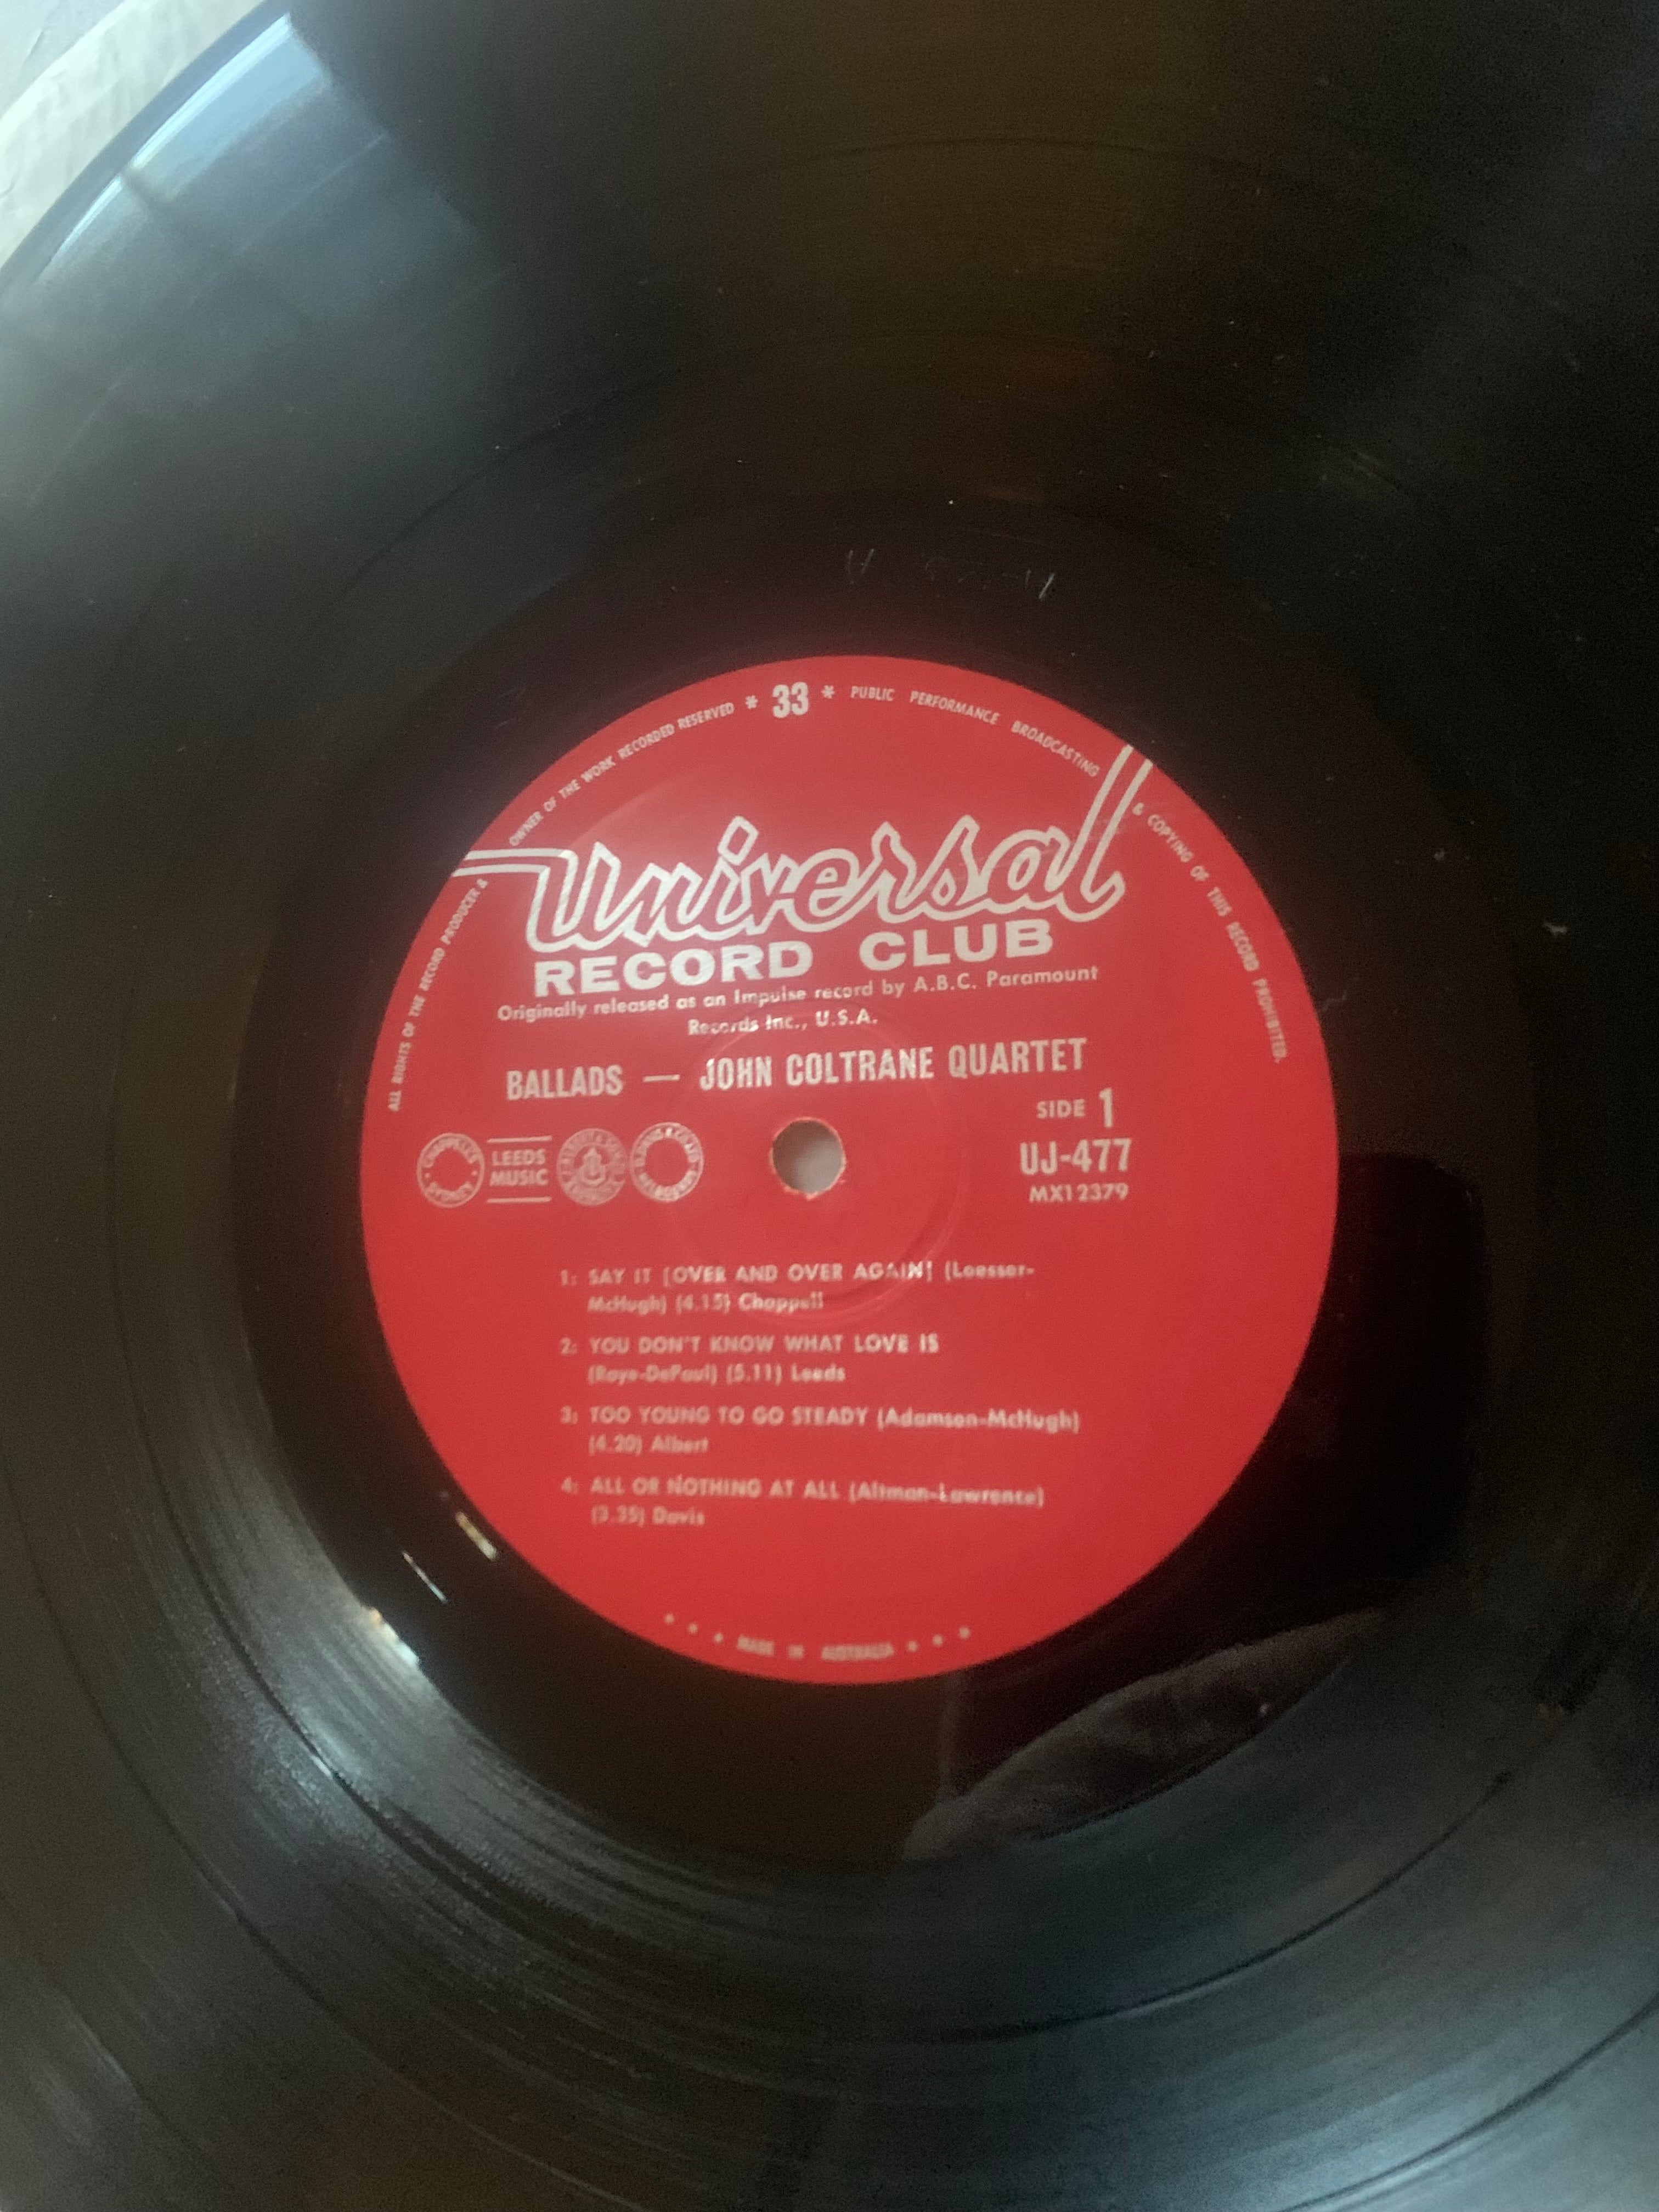 ALL RIGHTS OF THE RECORD PRODUCER & OWNER OF THE WORK RECORDED RESERVED * 33 * PUBLIC PERFORMANCE BROADCASTING & COPYING OF THIS RECORD PROHIBITED.
Universal
RECORD CLUB
Originally released as an Impulse record by A.B.C. Paramount
Records Inc., U.S.A.
BALLADS — JOHN COLTRANE QUARTET
SIDE 1
CHAPPELL'S SYDNEY
LEEDS
MUSIC
UJ-477
MX12379
1: SAY IT [OVER AND OVER AGAIN] (Loesser-
McHugh) (4.15) Chappell
2: YOU DON'T KNOW WHAT LOVE IS
(Raye-DePaul) (5.11) Leeds
3: TOO YOUNG TO GO STEADY (Adamson-McHugh)
(4.20) Albert
4: ALL OR NOTHING AT ALL (Altman-Lawrence)
(3.35) Davis
• • • MADE IN AUSTRALIA • • •